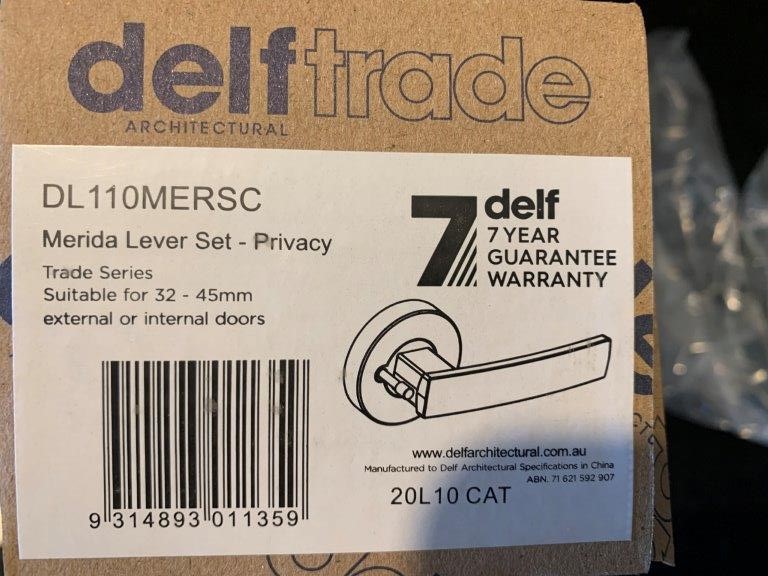 delftrade
ARCHITECTURAL
DL110MERSC
Merida Lever Set - Privacy
Trade Series
Suitable for 32 - 45mm
external or internal doors
7 delf
7 YEAR
GUARANTEE
WARRANTY
www.delfarchitectural.com.au
Manufactured to Delf Architectural Specifications in China
ABN. 71 621 592 907
20L10 CAT
9 314893 011359